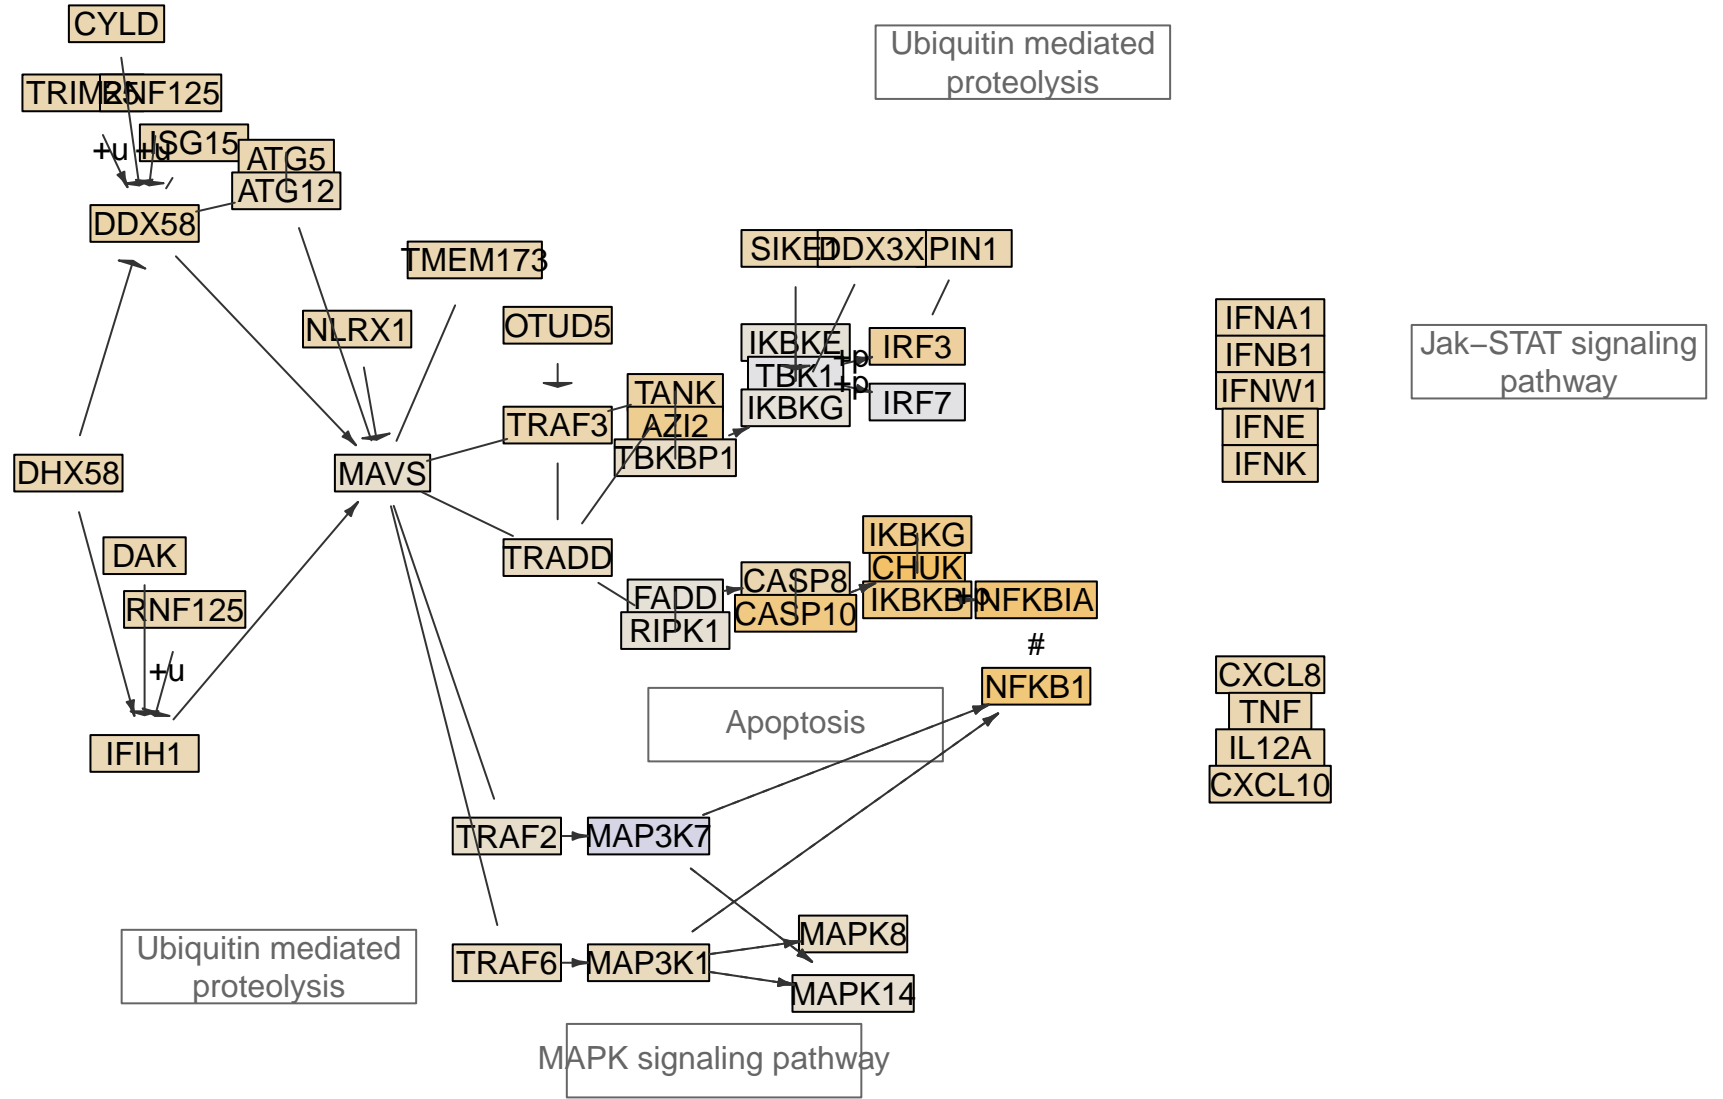 CYLD
Ubiquitin mediated
proteolysis
TRIM25
RNF125
ISG15
+u
+u
ATG5
ATG12
DDX58
TMEM173
SIKE1
DDX3X
PIN1
NLRX1
OTUD5
IKBKE
TBK1
IKBKG
+p
+p
IRF3
IRF7
IFNA1
IFNB1
IFNW1
IFNE
IFNK
Jak−STAT signaling
pathway
TANK
AZI2
TBKBP1
TRAF3
DHX58
MAVS
DAK
RNF125
+u
IFIH1
TRADD
FADD
RIPK1
CASP8
CASP10
IKBKG
CHUK
IKBKB
+p
NFKBIA
#
NFKB1
Apoptosis
CXCL8
TNF
IL12A
CXCL10
TRAF2
MAP3K7
Ubiquitin mediated
proteolysis
TRAF6
MAP3K1
MAPK8
MAPK14
MAPK signaling pathway